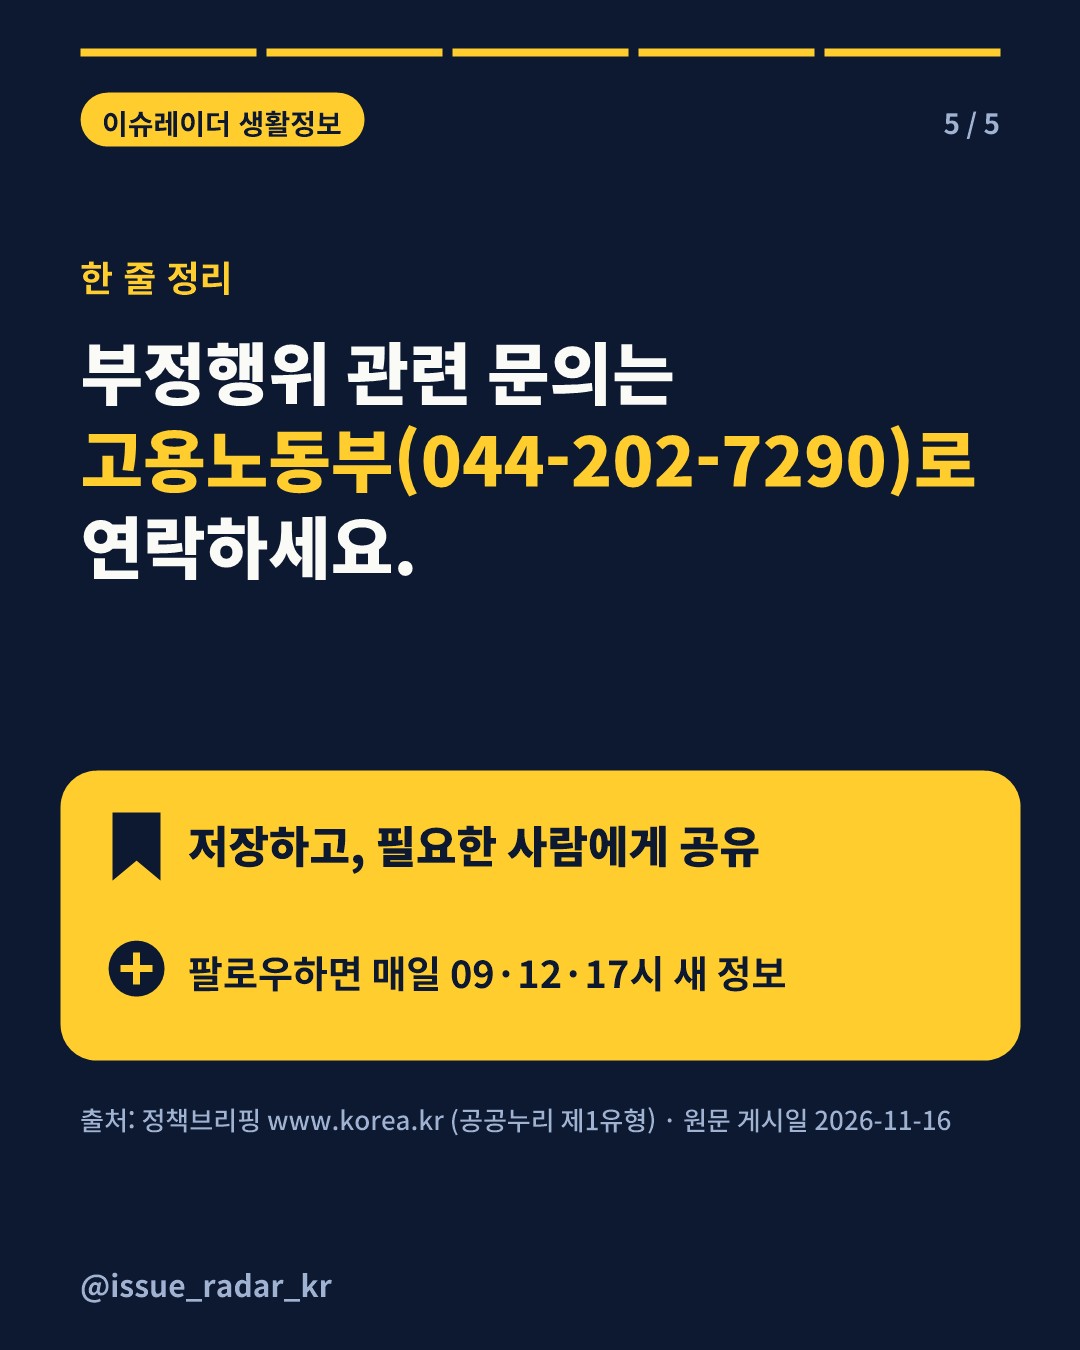 이슈레이더 생활정보
5 / 5
한 줄 정리
부정행위 관련 문의는
고용노동부(044-202-7290)로
연락하세요.
저장하고, 필요한 사람에게 공유
팔로우하면 매일 09·12·17시 새 정보
출처: 정책브리핑 www.korea.kr (공공누리 제1유형) · 원문 게시일 2026-11-16
@issue_radar_kr